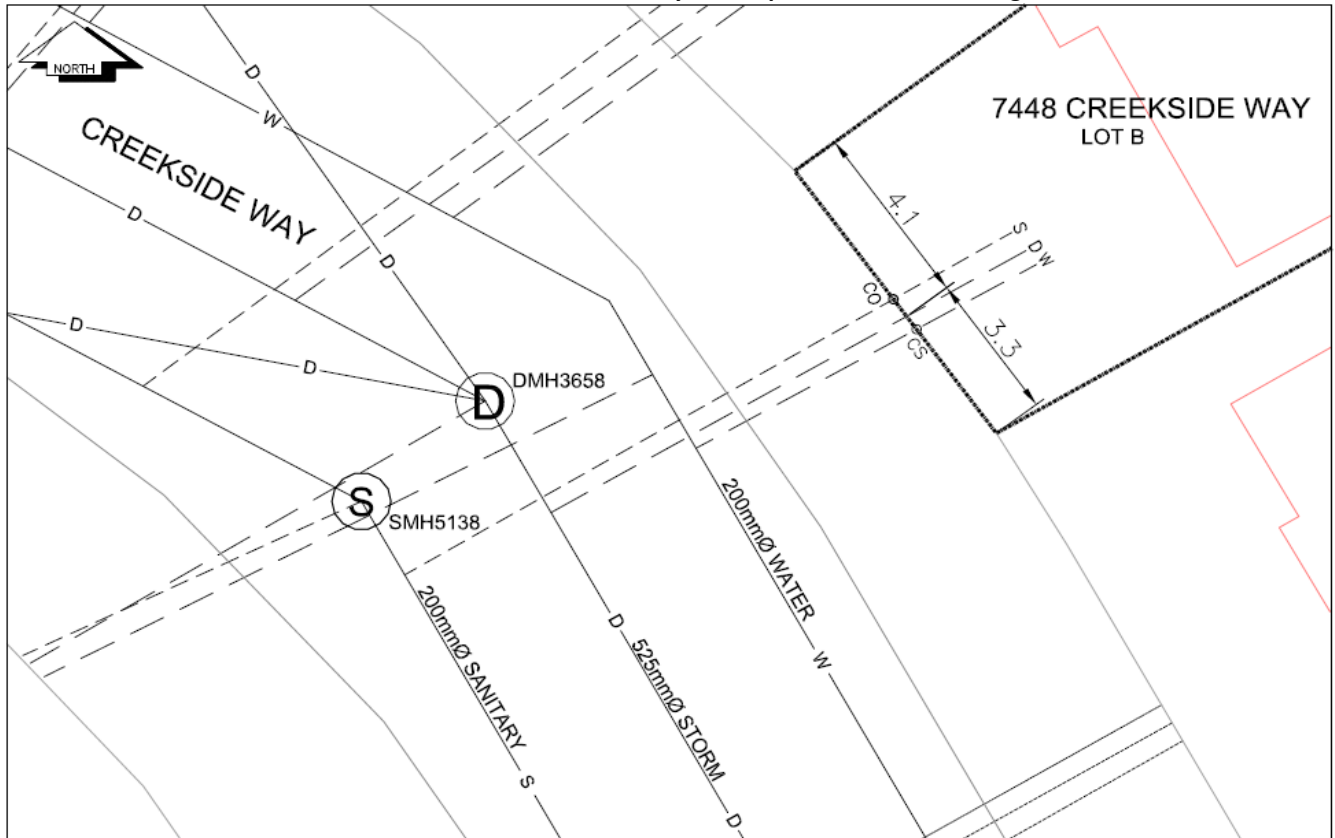 NORTH
CREEKSIDE WAY
D
W
D
D
D
D
7448 CREEKSIDE WAY
LOT B
4.1
3.3
S D W
CO
CS
D
DMH3658
S
SMH5138
200mmØ SANITARY
S
D
525mmØ STORM
D
200mmØ WATER
W